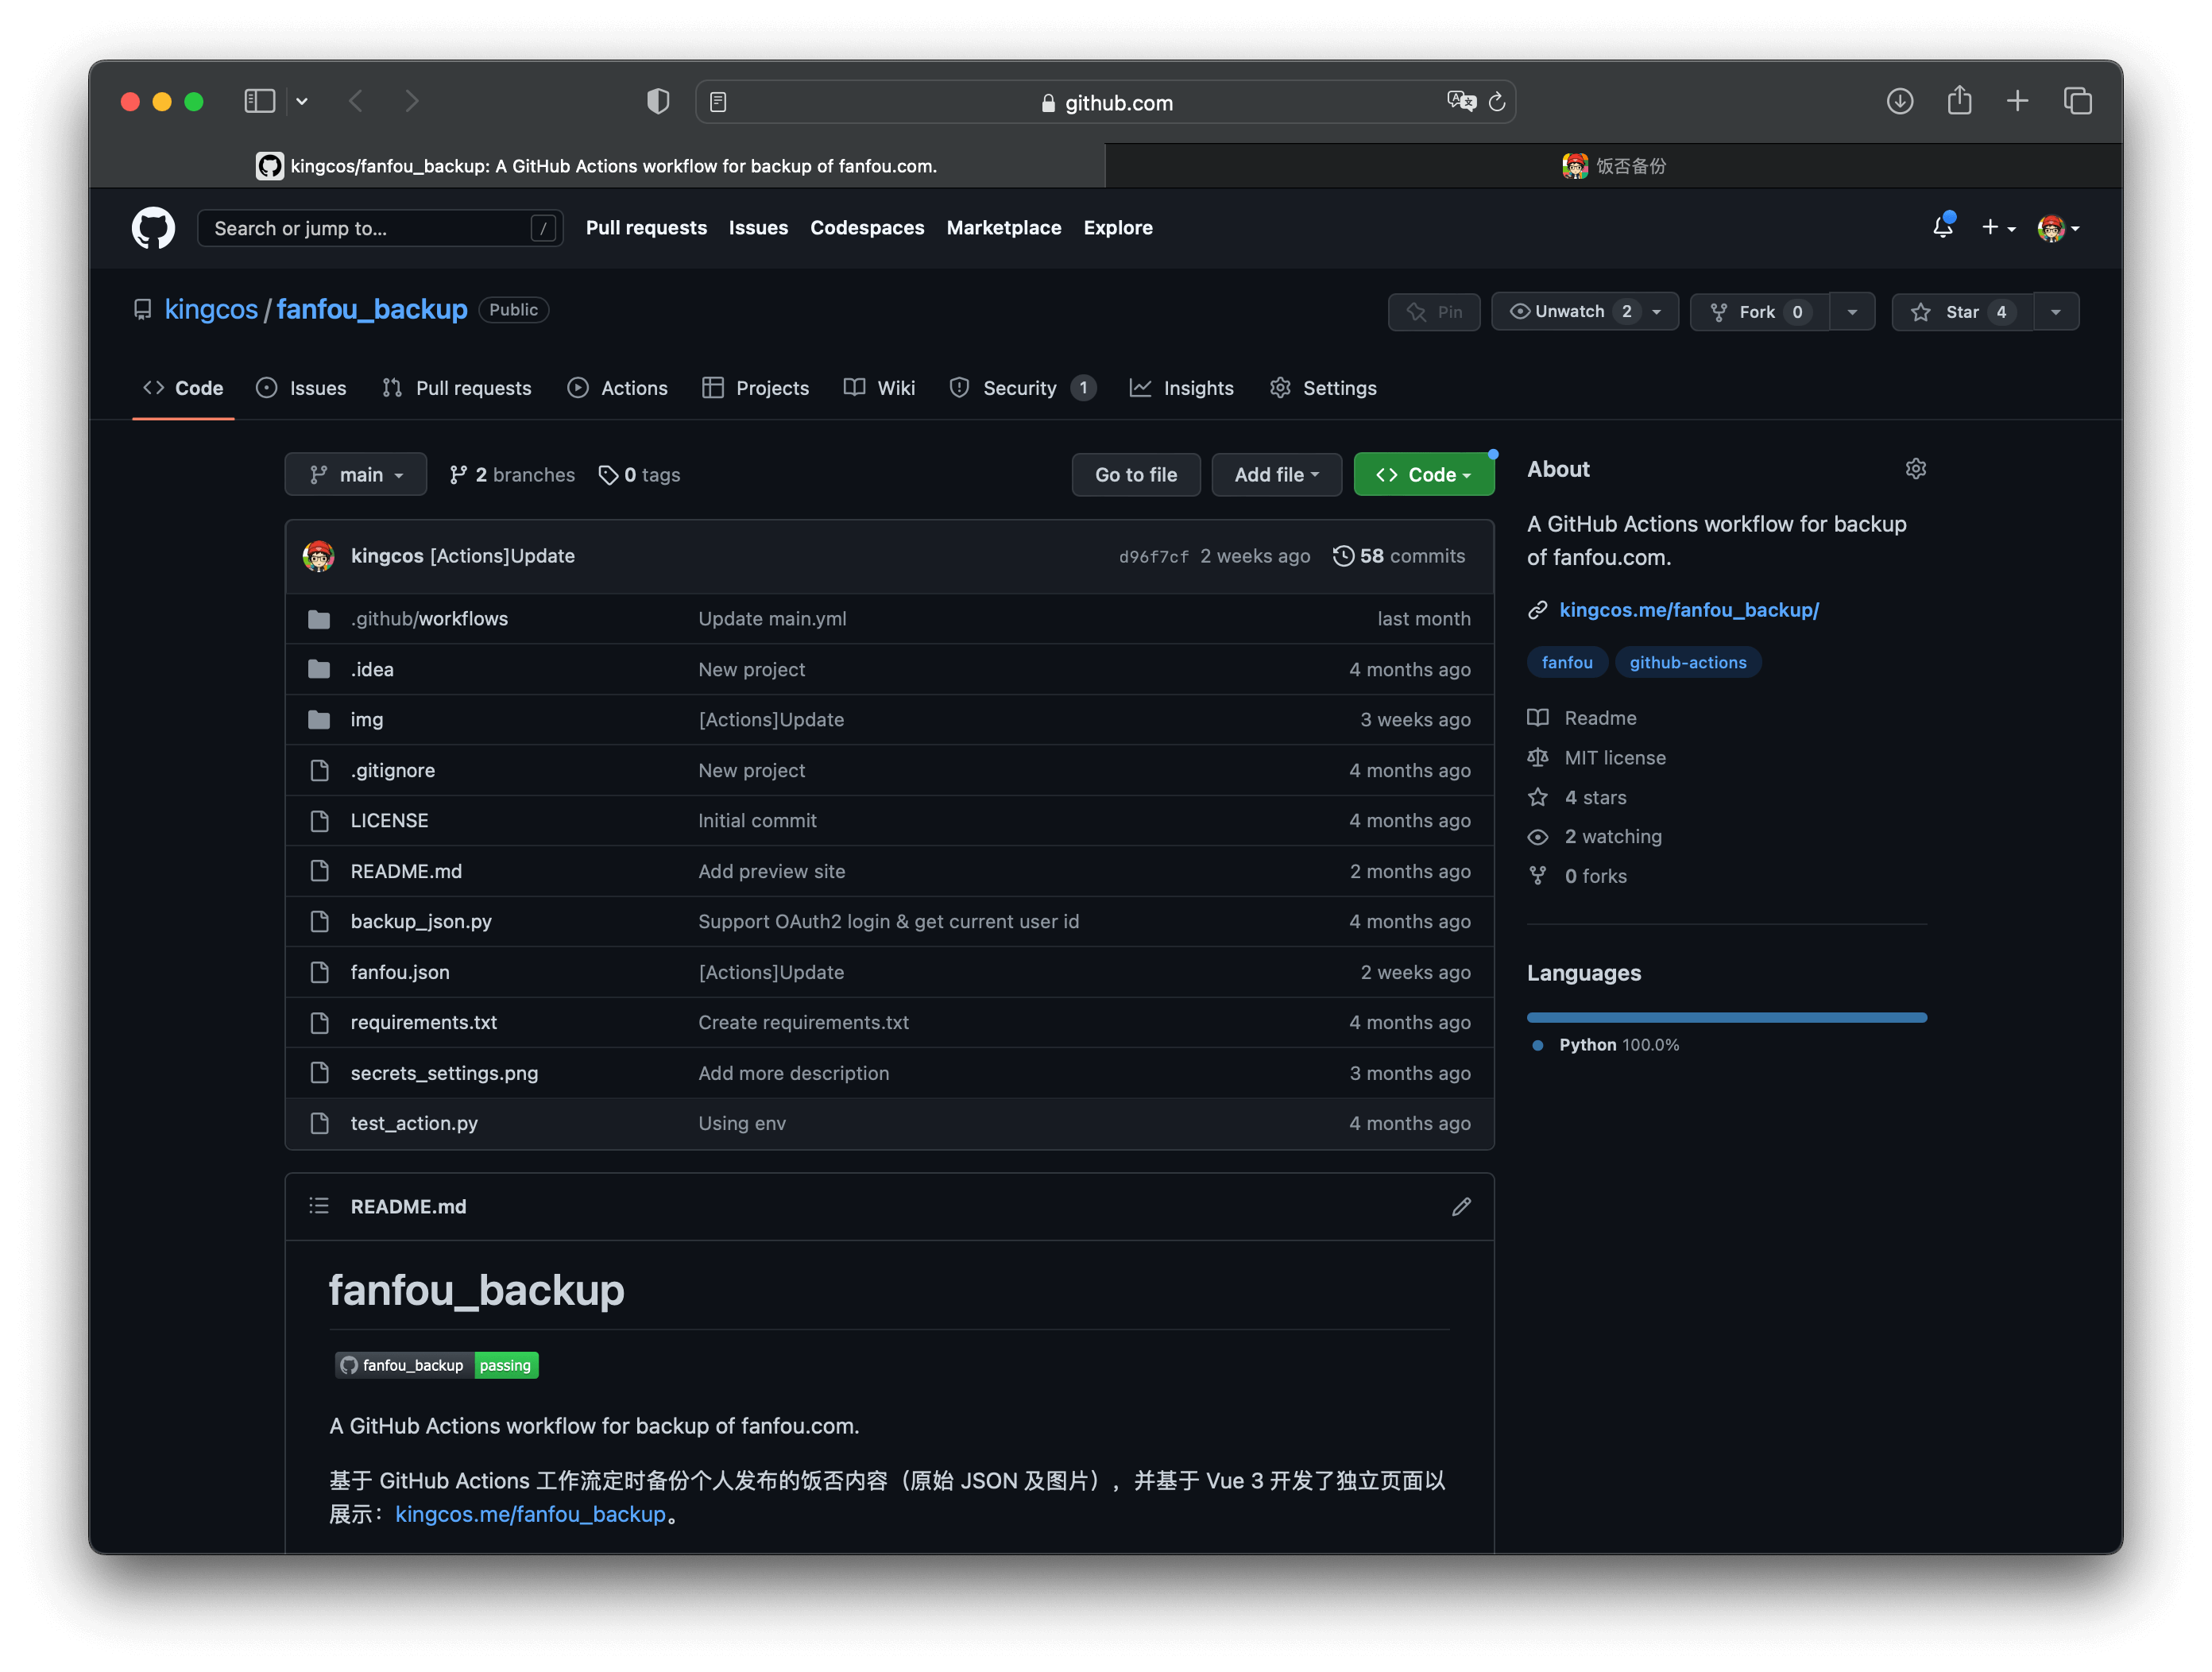 github.com
kingcos/fanfou_backup: A GitHub Actions workflow for backup of fanfou.com.
饭否备份
Search or jump to... /
Pull requests Issues Codespaces Marketplace Explore
kingcos / fanfou_backup Public
Pin Unwatch 2 Fork 0 Star 4
Code Issues Pull requests Actions Projects Wiki Security 1 Insights Settings
main 2 branches 0 tags Go to file Add file Code
kingcos [Actions]Update d96f7cf 2 weeks ago 58 commits
.github/workflows Update main.yml last month
.idea New project 4 months ago
img [Actions]Update 3 weeks ago
.gitignore New project 4 months ago
LICENSE Initial commit 4 months ago
README.md Add preview site 2 months ago
backup_json.py Support OAuth2 login & get current user id 4 months ago
fanfou.json [Actions]Update 2 weeks ago
requirements.txt Create requirements.txt 4 months ago
secrets_settings.png Add more description 3 months ago
test_action.py Using env 4 months ago
README.md
fanfou_backup
fanfou_backup passing
A GitHub Actions workflow for backup of fanfou.com.
基于 GitHub Actions 工作流定时备份个人发布的饭否内容（原始 JSON 及图片），并基于 Vue 3 开发了独立页面以
展示：kingcos.me/fanfou_backup。
About
A GitHub Actions workflow for backup
of fanfou.com.
kingcos.me/fanfou_backup/
fanfou github-actions
Readme
MIT license
4 stars
2 watching
0 forks
Languages
Python 100.0%